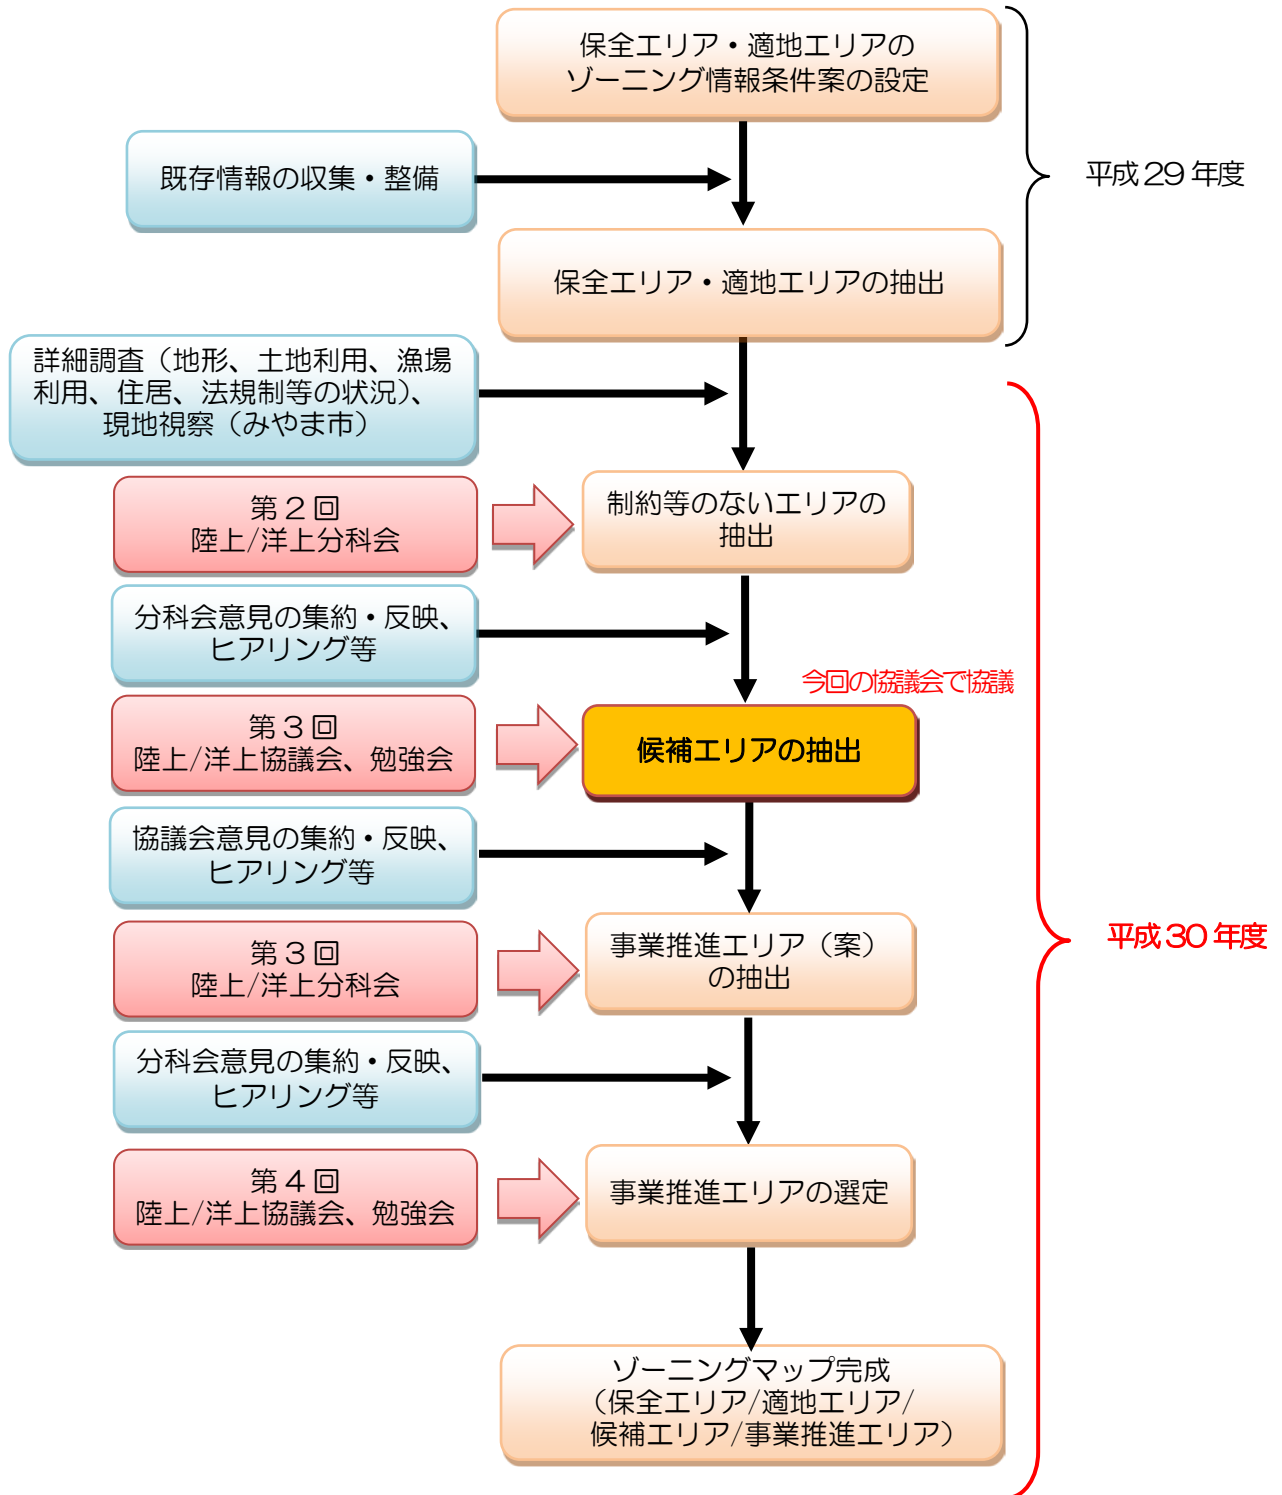 保全エリア・適地エリアの
ゾーニング情報条件案の設定
既存情報の収集・整備
平成 29 年度
保全エリア・適地エリアの抽出
詳細調査（地形、土地利用、漁場
利用、住居、法規制等の状況）、
現地視察（みやま市）
第 2 回
陸上/洋上分科会
制約等のないエリアの
抽出
分科会意見の集約・反映、
ヒアリング等
今回の協議会で協議
第 3 回
陸上/洋上協議会、勉強会
候補エリアの抽出
協議会意見の集約・反映、
ヒアリング等
第 3 回
陸上/洋上分科会
事業推進エリア（案）
の抽出
平成 30 年度
分科会意見の集約・反映、
ヒアリング等
第 4 回
陸上/洋上協議会、勉強会
事業推進エリアの選定
ゾーニングマップ完成
（保全エリア/適地エリア/
候補エリア/事業推進エリア）